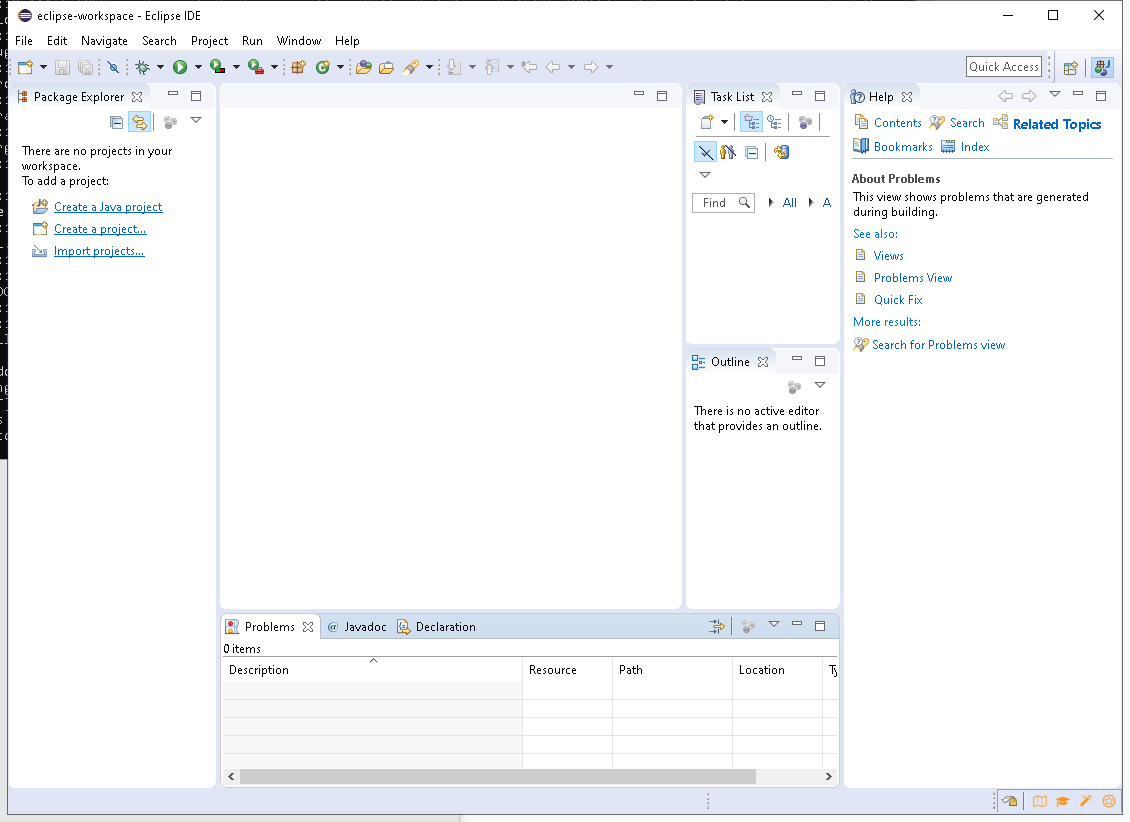 eclipse-workspace - Eclipse IDE
File Edit Navigate Search Project Run Window Help
Quick Access
Package Explorer
There are no projects in your
workspace.
To add a project:
Create a Java project
Create a project...
Import projects...
Task List
Find All A
Outline
There is no active editor
that provides an outline.
Help
Contents Search Related Topics
Bookmarks Index
About Problems
This view shows problems that are generated
during building.
See also:
Views
Problems View
Quick Fix
More results:
Search for Problems view
Problems @ Javadoc Declaration
0 items
Description Resource Path Location Ty